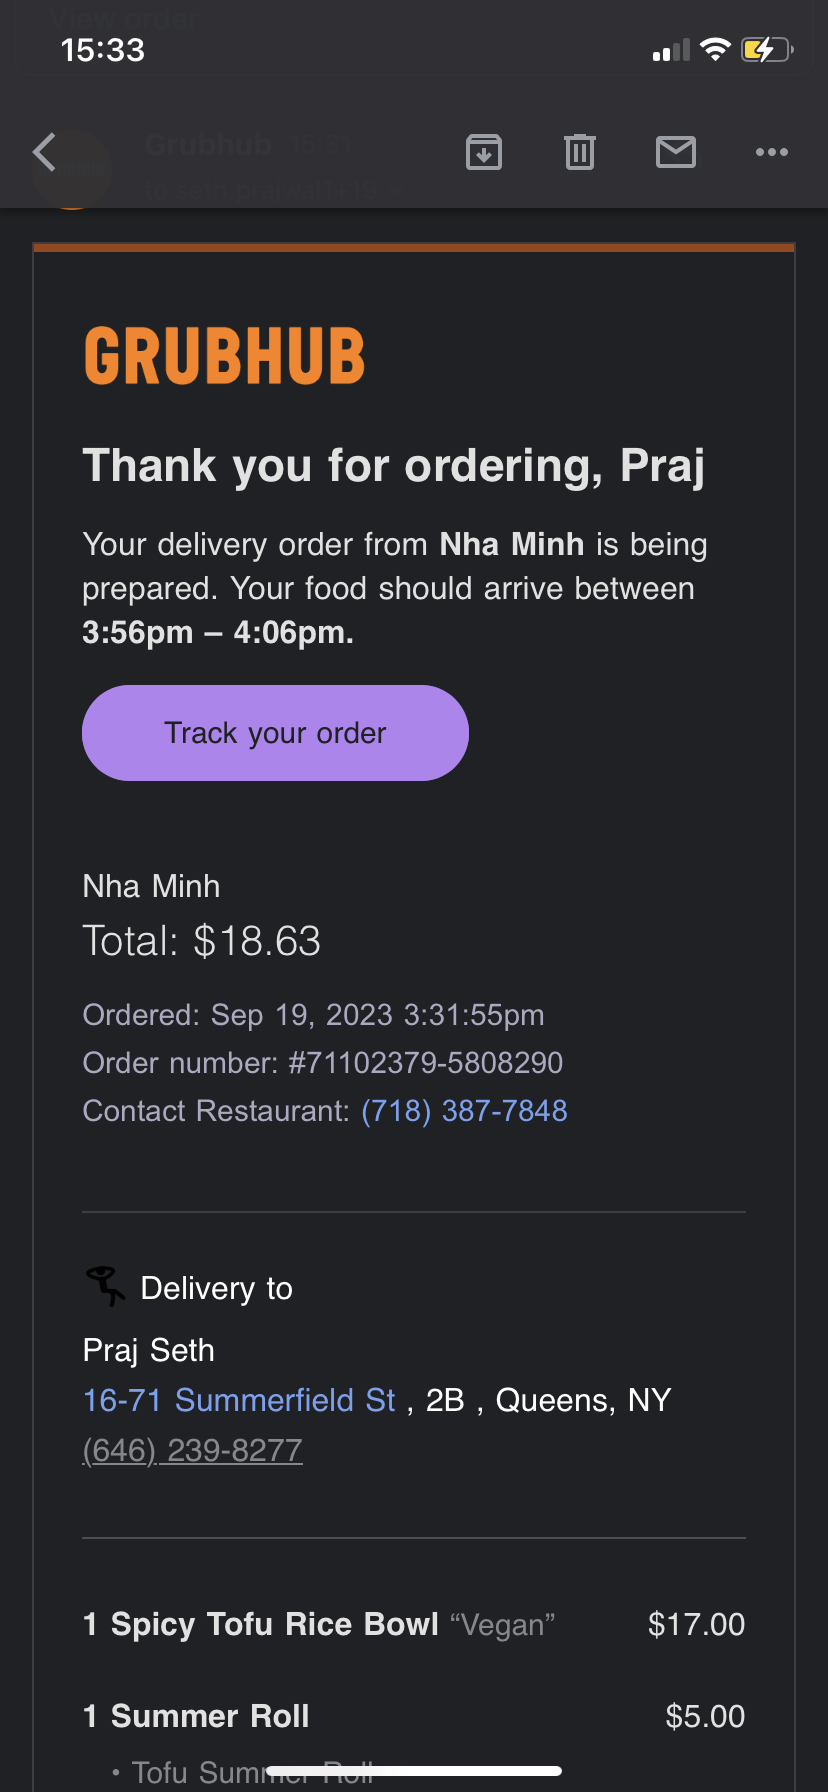 View order
15:33
Grubhub 15:31
to seth.prajwal1+19
GRUBHUB
Thank you for ordering, Praj
Your delivery order from Nha Minh is being
prepared. Your food should arrive between
3:56pm – 4:06pm.
Track your order
Nha Minh
Total: $18.63
Ordered: Sep 19, 2023 3:31:55pm
Order number: #71102379-5808290
Contact Restaurant: (718) 387-7848
Delivery to
Praj Seth
16-71 Summerfield St , 2B , Queens, NY
(646) 239-8277
1 Spicy Tofu Rice Bowl “Vegan” $17.00
1 Summer Roll $5.00
• Tofu Summer Roll